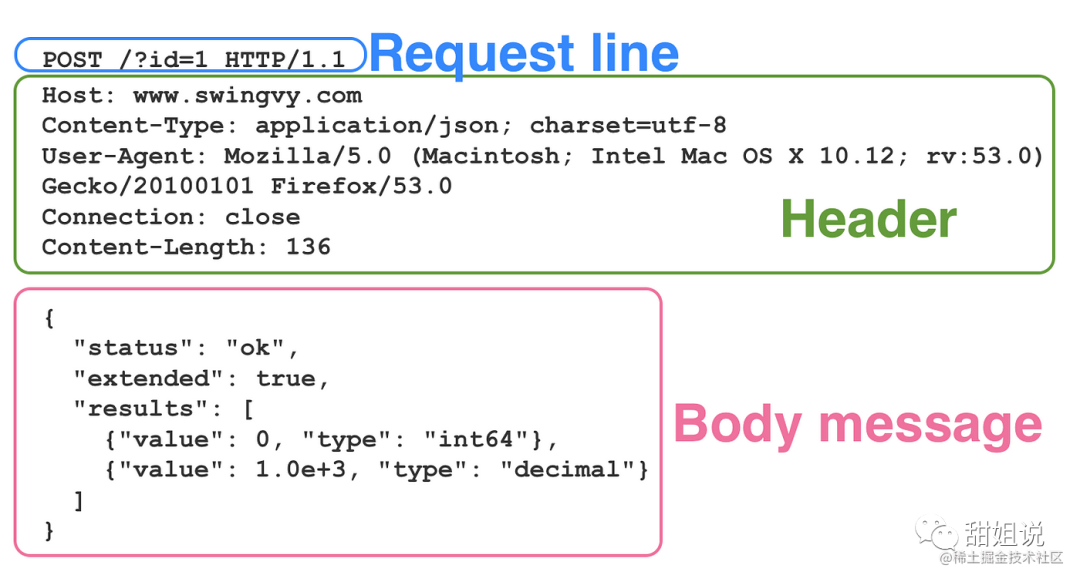 POST /?id=1 HTTP/1.1 Request line
Host: www.swingvy.com
Content-Type: application/json; charset=utf-8
User-Agent: Mozilla/5.0 (Macintosh; Intel Mac OS X 10.12; rv:53.0)
Gecko/20100101 Firefox/53.0
Connection: close
Content-Length: 136
Header
{
  "status": "ok",
  "extended": true,
  "results": [
    {"value": 0, "type": "int64"},
    {"value": 1.0e+3, "type": "decimal"}
  ]
}
Body message
甜姐说
@稀土掘金技术社区